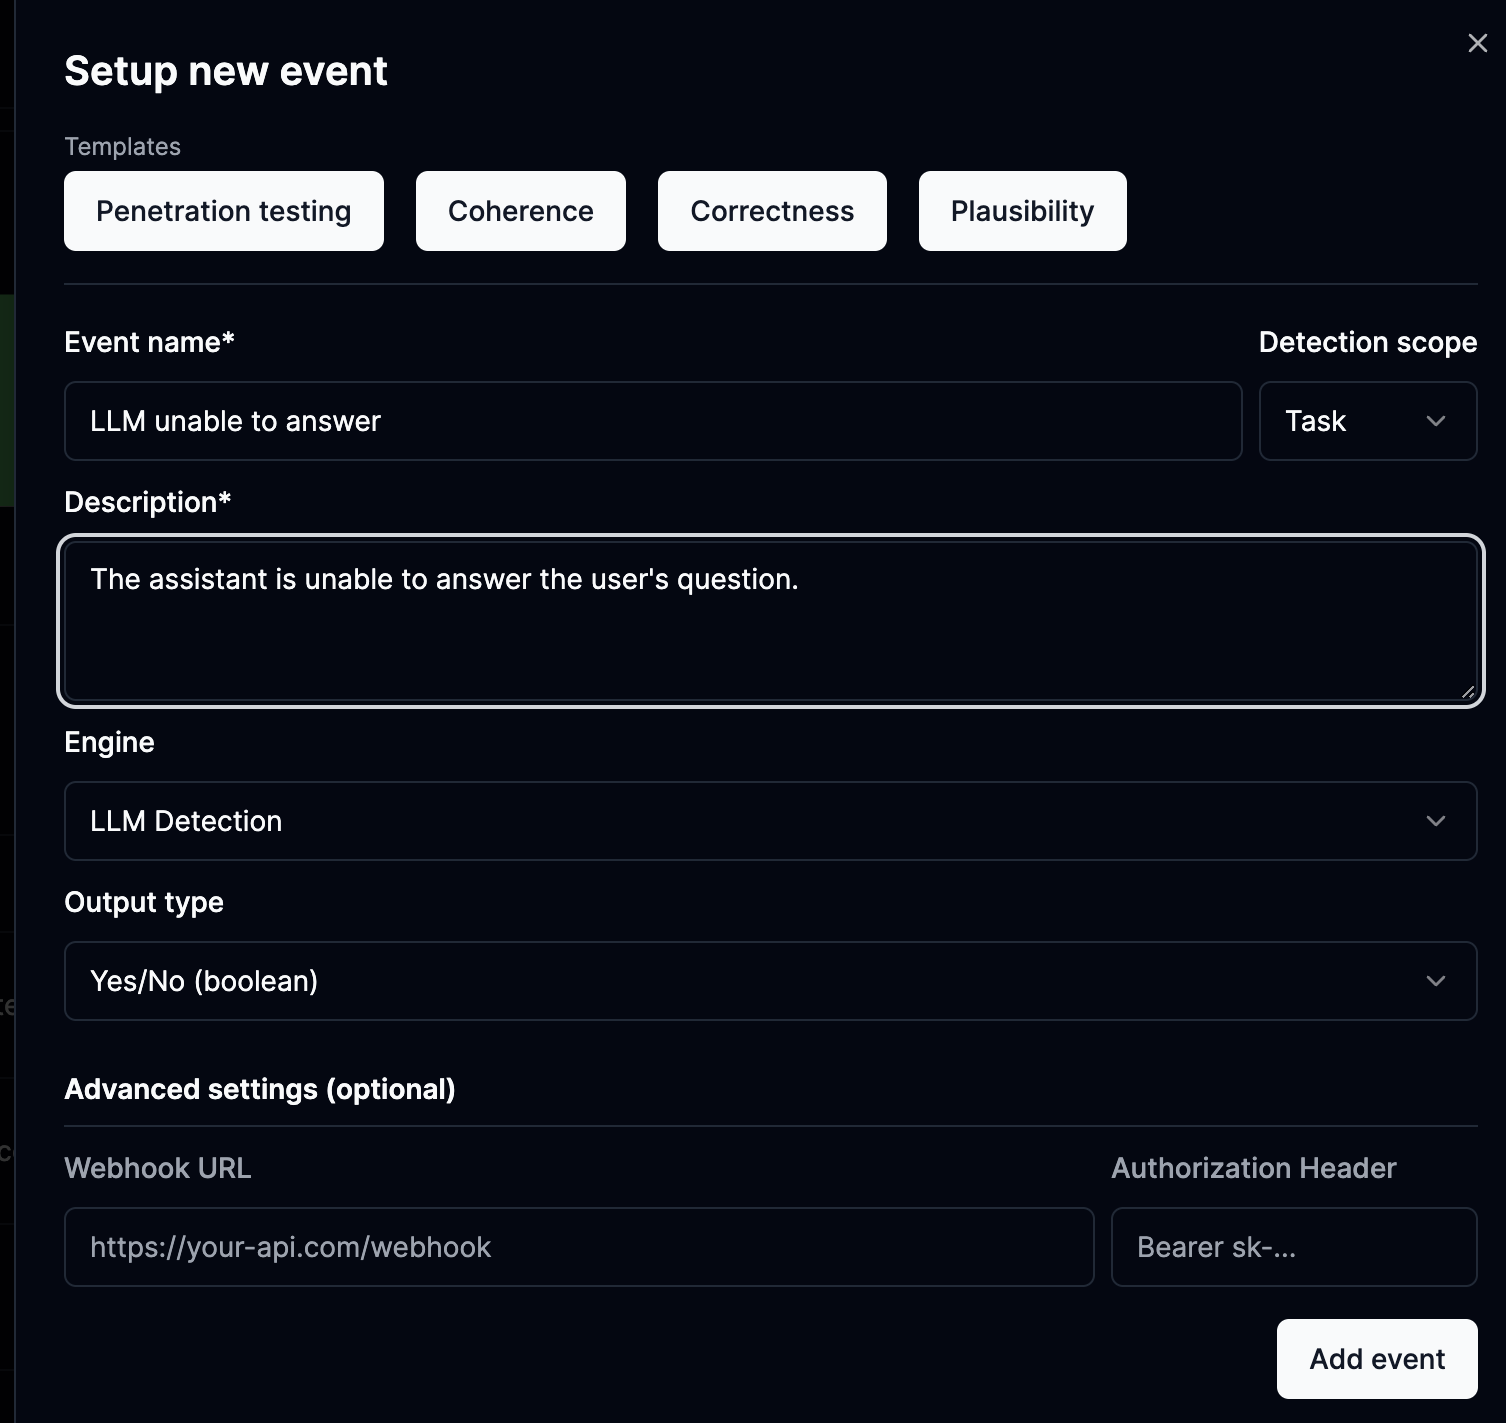 Setup new event
Templates
Penetration testing Coherence Correctness Plausibility
Event name* Detection scope
LLM unable to answer Task
Description*
The assistant is unable to answer the user's question.
Engine
LLM Detection
Output type
Yes/No (boolean)
Advanced settings (optional)
Webhook URL Authorization Header
https://your-api.com/webhook Bearer sk-...
Add event